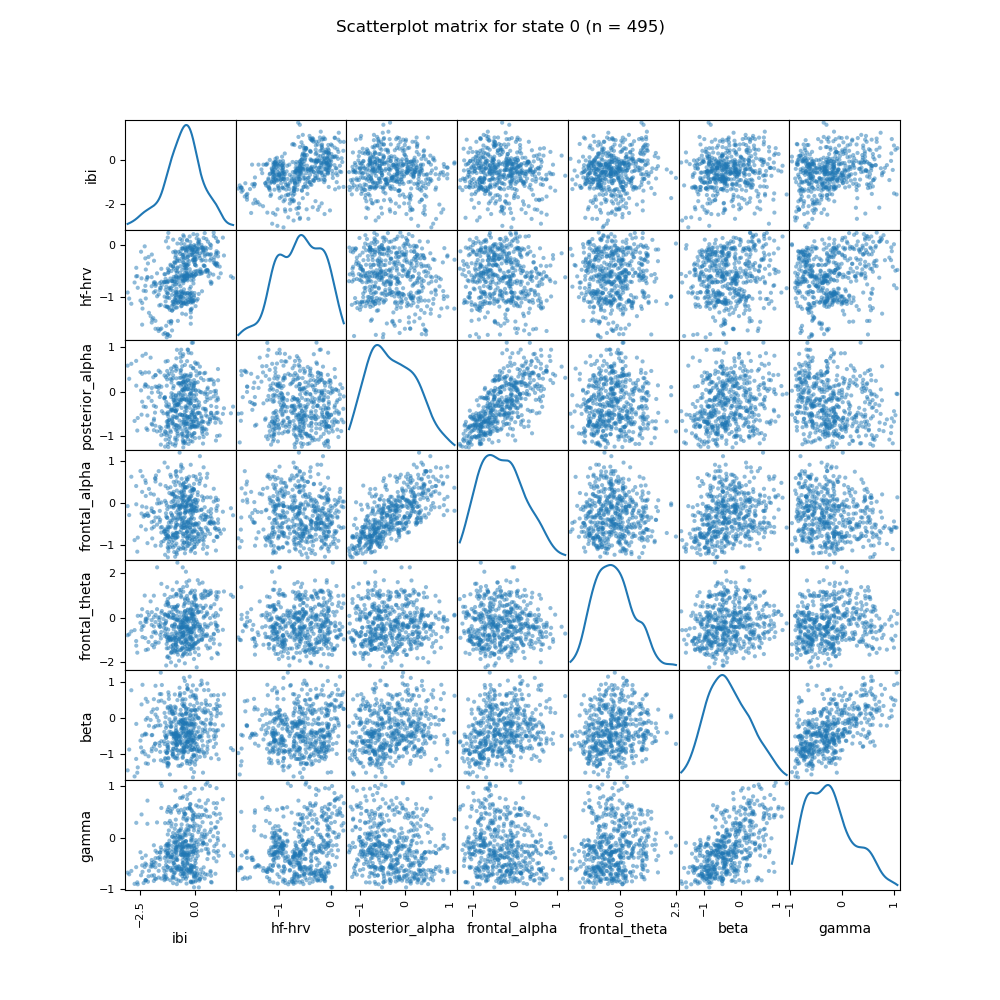 Scatterplot matrix for state 0 (n = 495)
ibi
0
−2
hf-hrv
0
−1
posterior_alpha
1
0
−1
frontal_alpha
1
0
−1
frontal_theta
2
0
−2
beta
1
0
−1
gamma
1
0
−1
−2.5 0.0 −1 0 −1 0 1 −1 0 1 0.0 2.5 −1 0 1 −1 0 1
ibi hf-hrv posterior_alpha frontal_alpha frontal_theta beta gamma